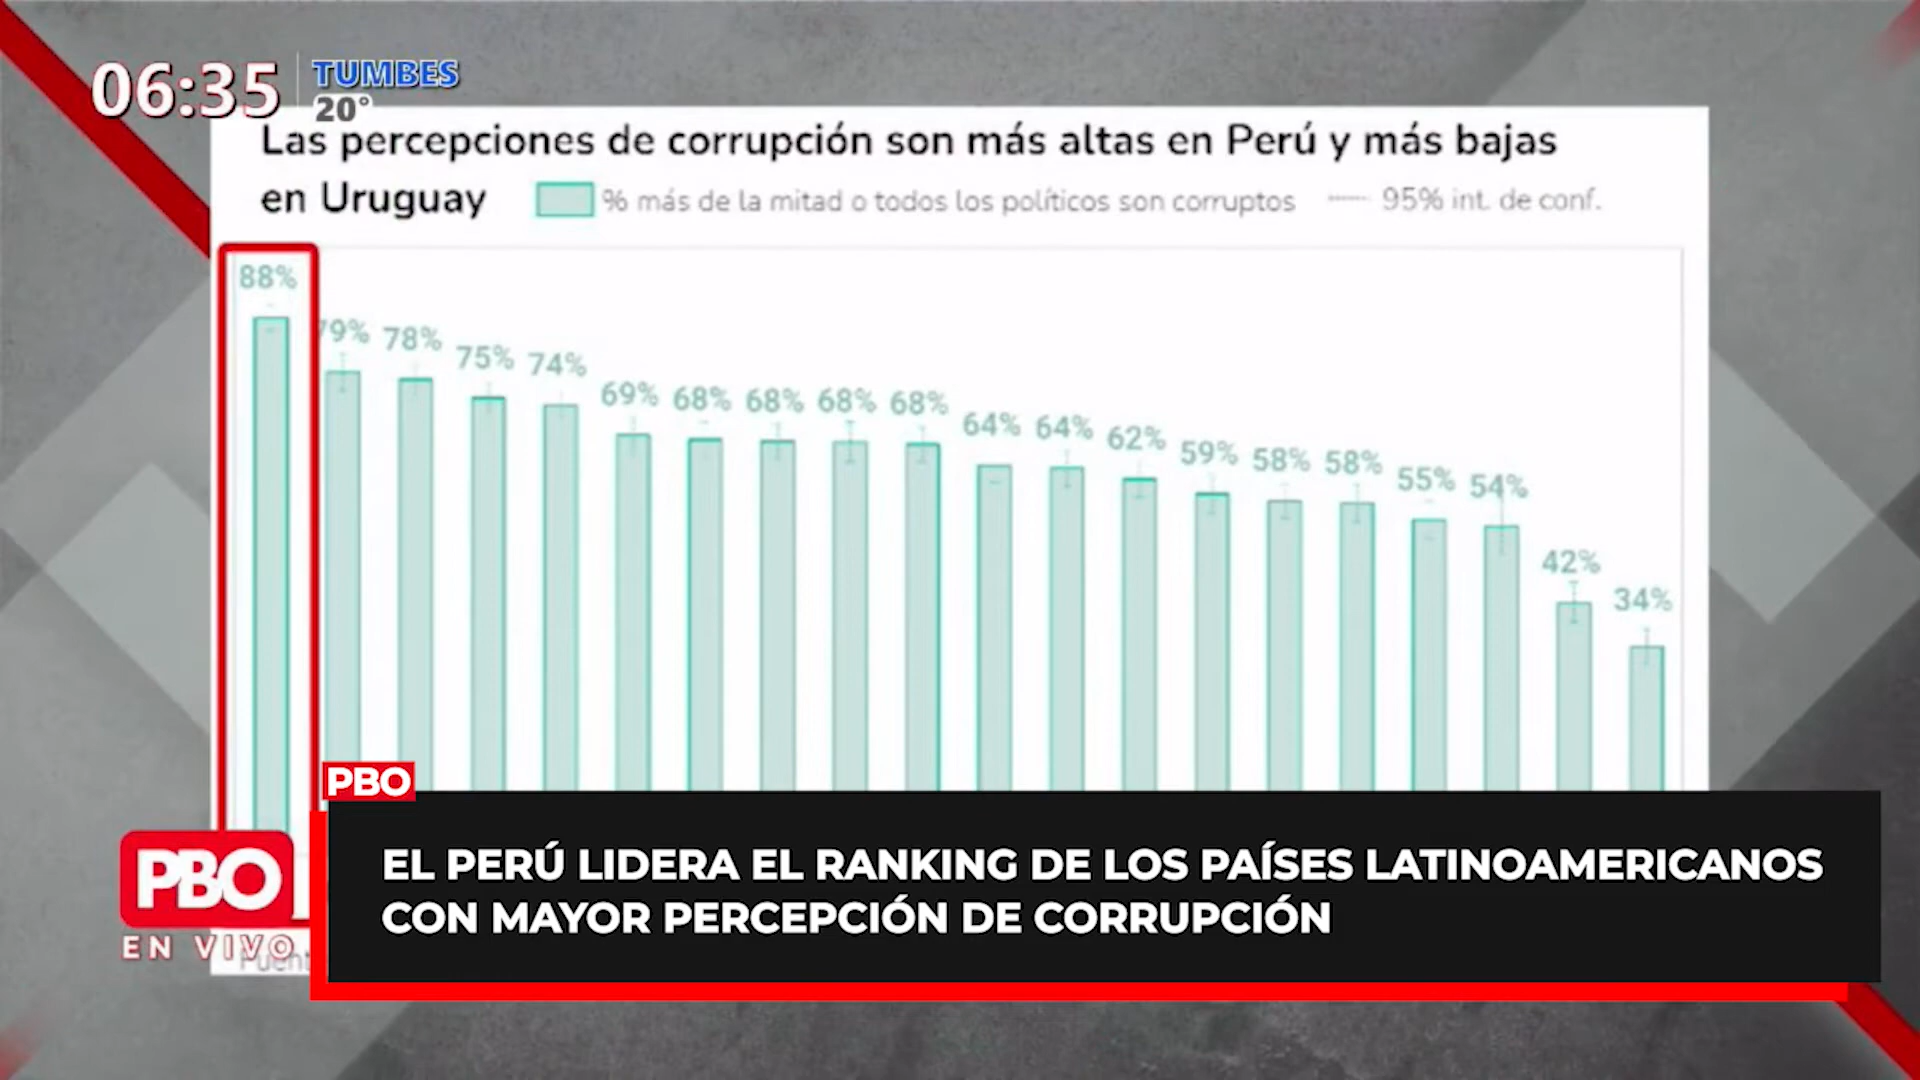 06:35
TUMBES
20°
Las percepciones de corrupción son más altas en Perú y más bajas
en Uruguay
% más de la mitad o todos los políticos son corruptos
95% int. de conf.
88%
79% 78% 75% 74% 69% 68% 68% 68% 68% 64% 64% 62% 59% 58% 58% 55% 54% 42% 34%
PBO
EL PERÚ LIDERA EL RANKING DE LOS PAÍSES LATINOAMERICANOS
CON MAYOR PERCEPCIÓN DE CORRUPCIÓN
PBO
EN VIVO